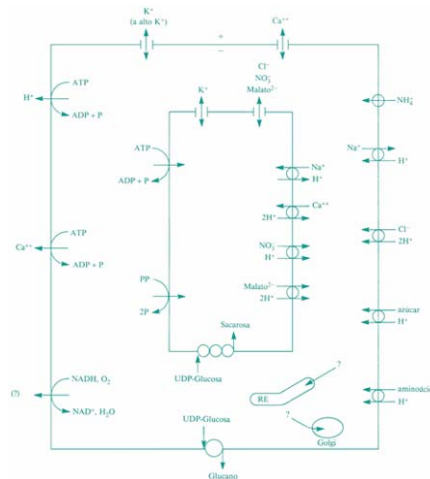 K⁺
(a alto K⁺)
Ca⁺⁺
+
−
Cl⁻
NO₃⁻
Malato²⁻
K⁺
ATP
H⁺
ADP + P
NH₄⁺
ATP
ADP + P
Na⁺
H⁺
Na⁺
H⁺
Ca⁺⁺
2H⁺
Cl⁻
2H⁺
ATP
Ca⁺⁺
ADP + P
NO₃⁻
H⁺
PP
2P
Malato²⁻
2H⁺
azúcar
H⁺
Sacarosa
UDP-Glucosa
(?)
NADH, O₂
NAD⁺, H₂O
?
RE
aminoácido
H⁺
UDP-Glucosa
?
Golgi
Glucano